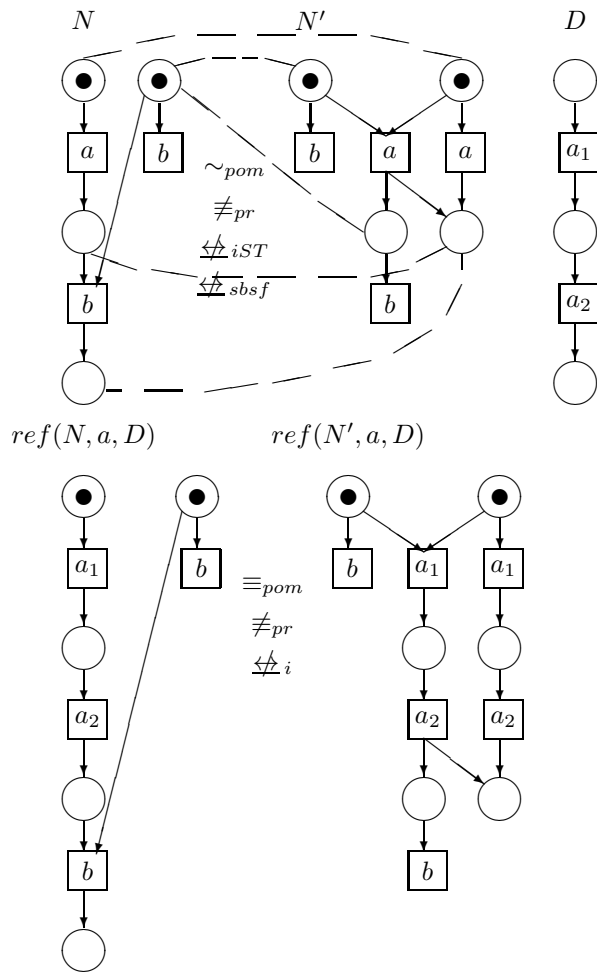 N N′ D
a b b a a a₁
∼pom
≢pr
↮ iST
↮ sbsf
b b a₂
ref(N, a, D) ref(N′, a, D)
a₁ b b a₁ a₁
≡pom
≢pr
↮ i
a₂ a₂ a₂
b b